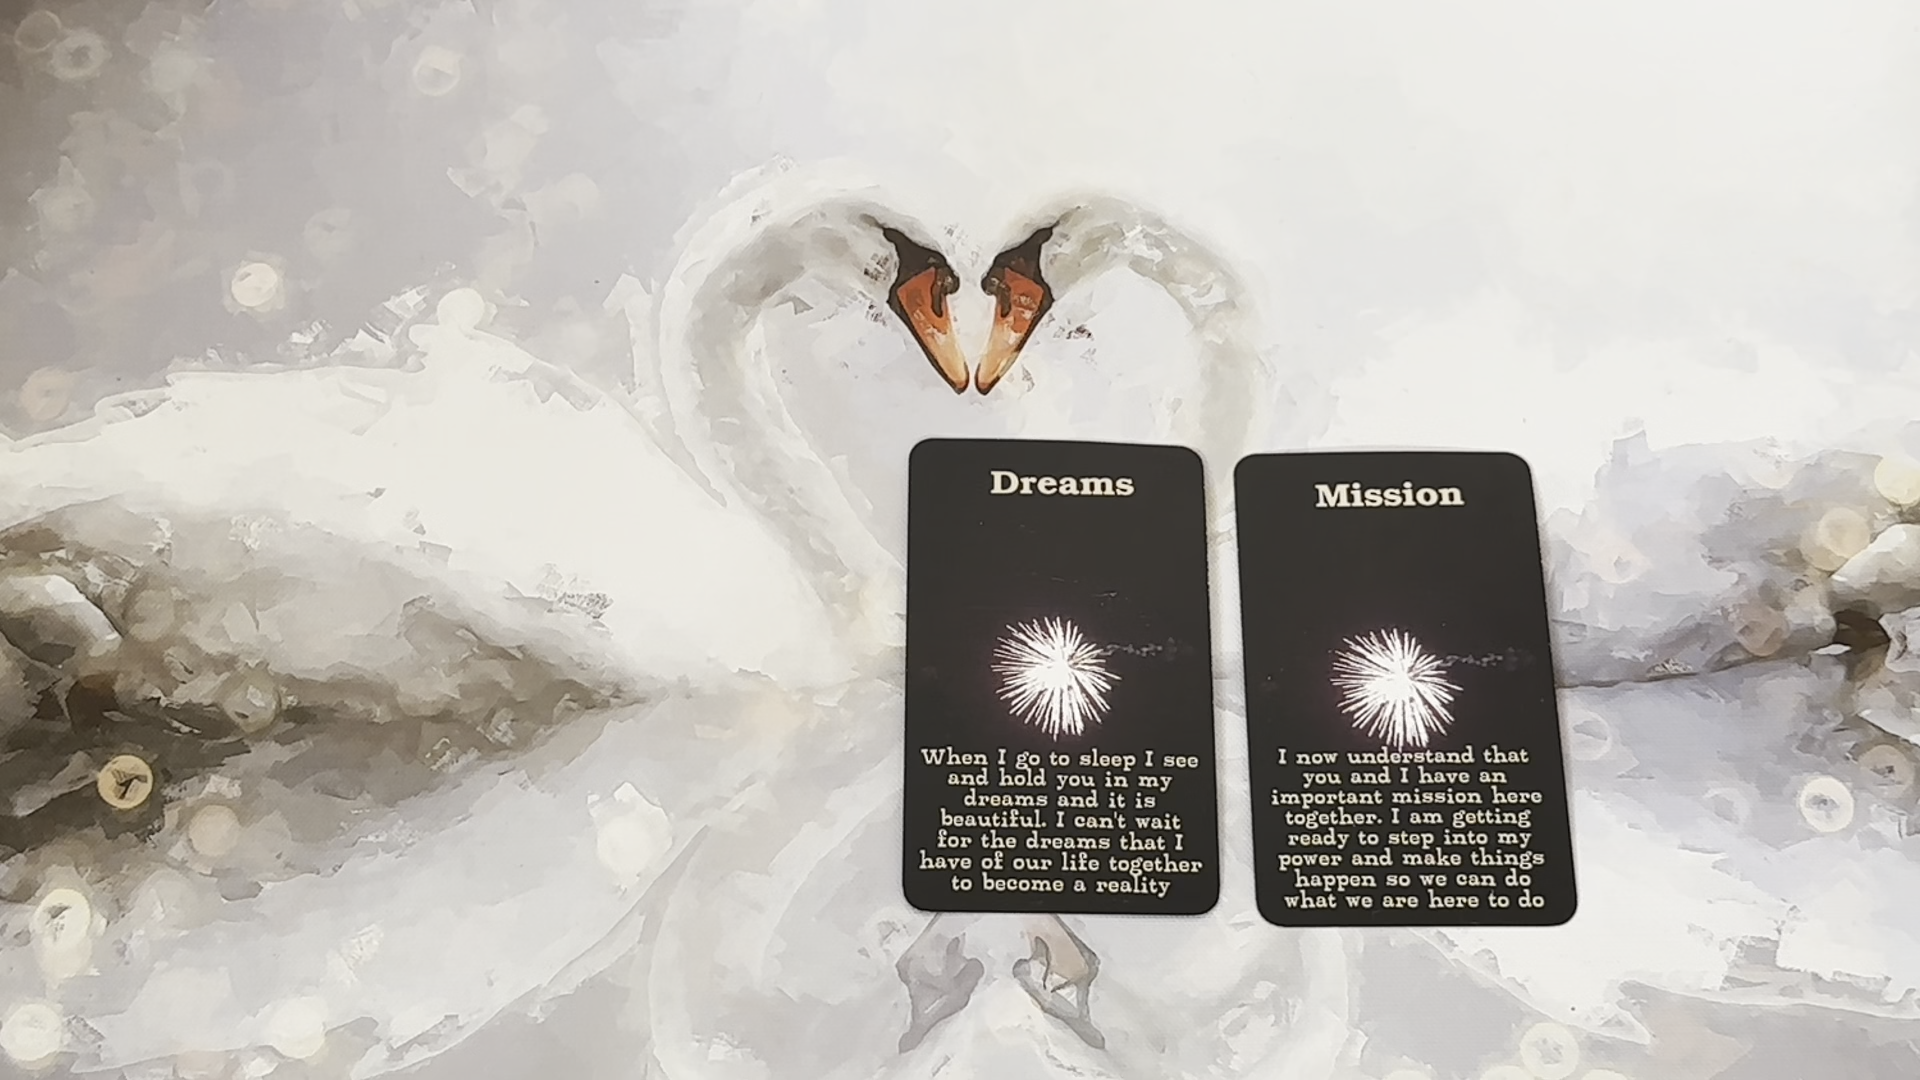 Dreams
When I go to sleep I see
and hold you in my
dreams and it is
beautiful. I can't wait
for the dreams that I
have of our life together
to become a reality
Mission
I now understand that
you and I have an
important mission here
together. I am getting
ready to step into my
power and make things
happen so we can do
what we are here to do